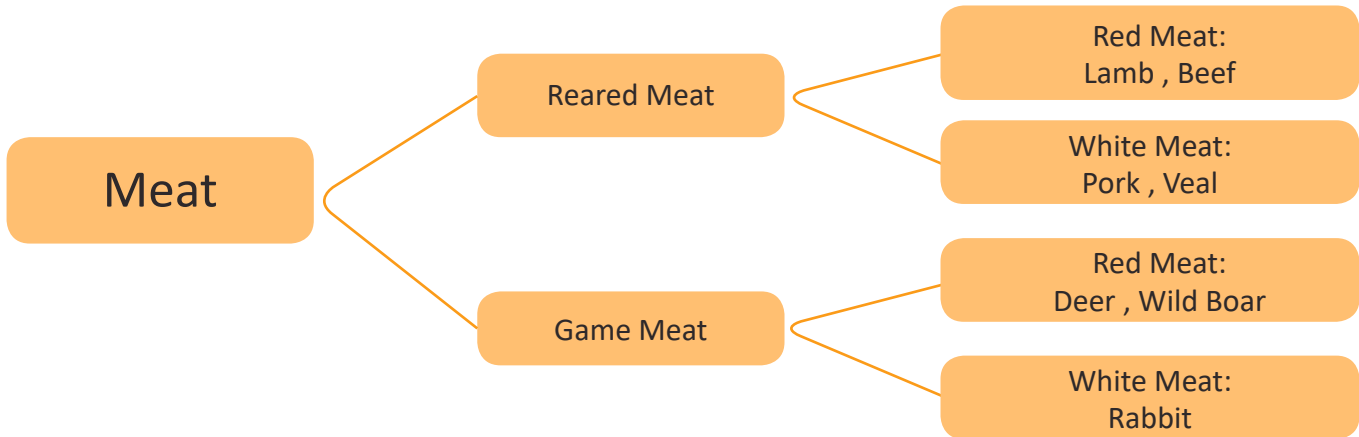 Meat
Reared Meat
Red Meat:
Lamb , Beef
White Meat:
Pork , Veal
Game Meat
Red Meat:
Deer , Wild Boar
White Meat:
Rabbit